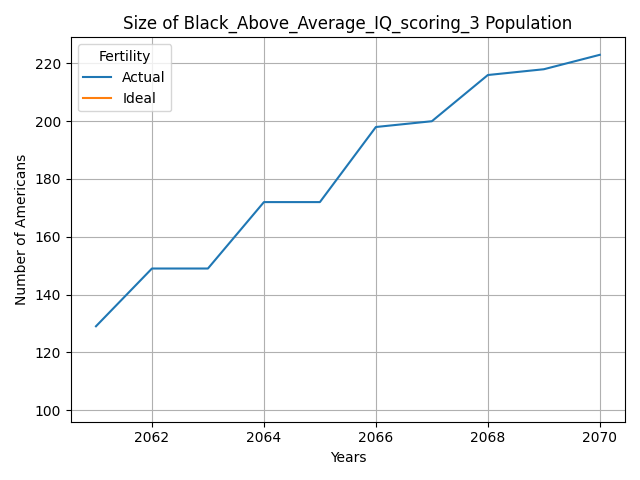 Size of Black_Above_Average_IQ_scoring_3 Population
Fertility
Actual
Ideal
220
200
180
160
140
120
100
Number of Americans
2062 2064 2066 2068 2070
Years